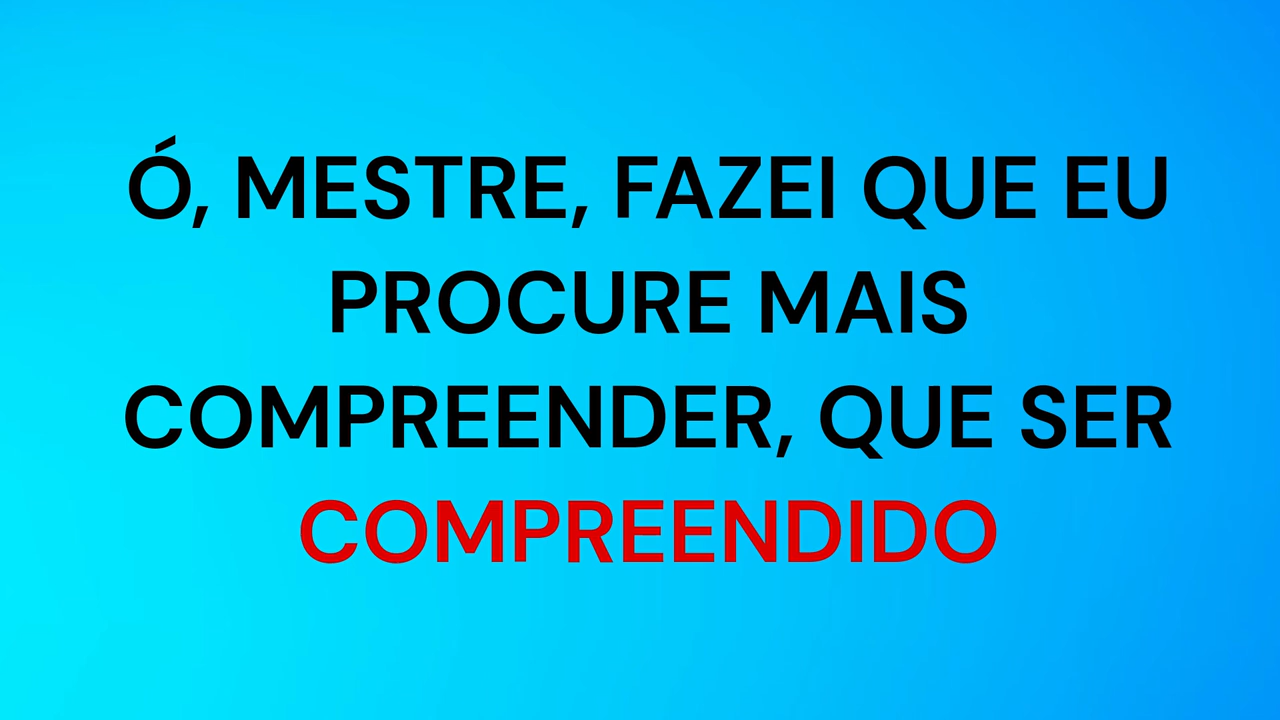 Ó, MESTRE, FAZEI QUE EU
PROCURE MAIS
COMPREENDER, QUE SER
COMPREENDIDO